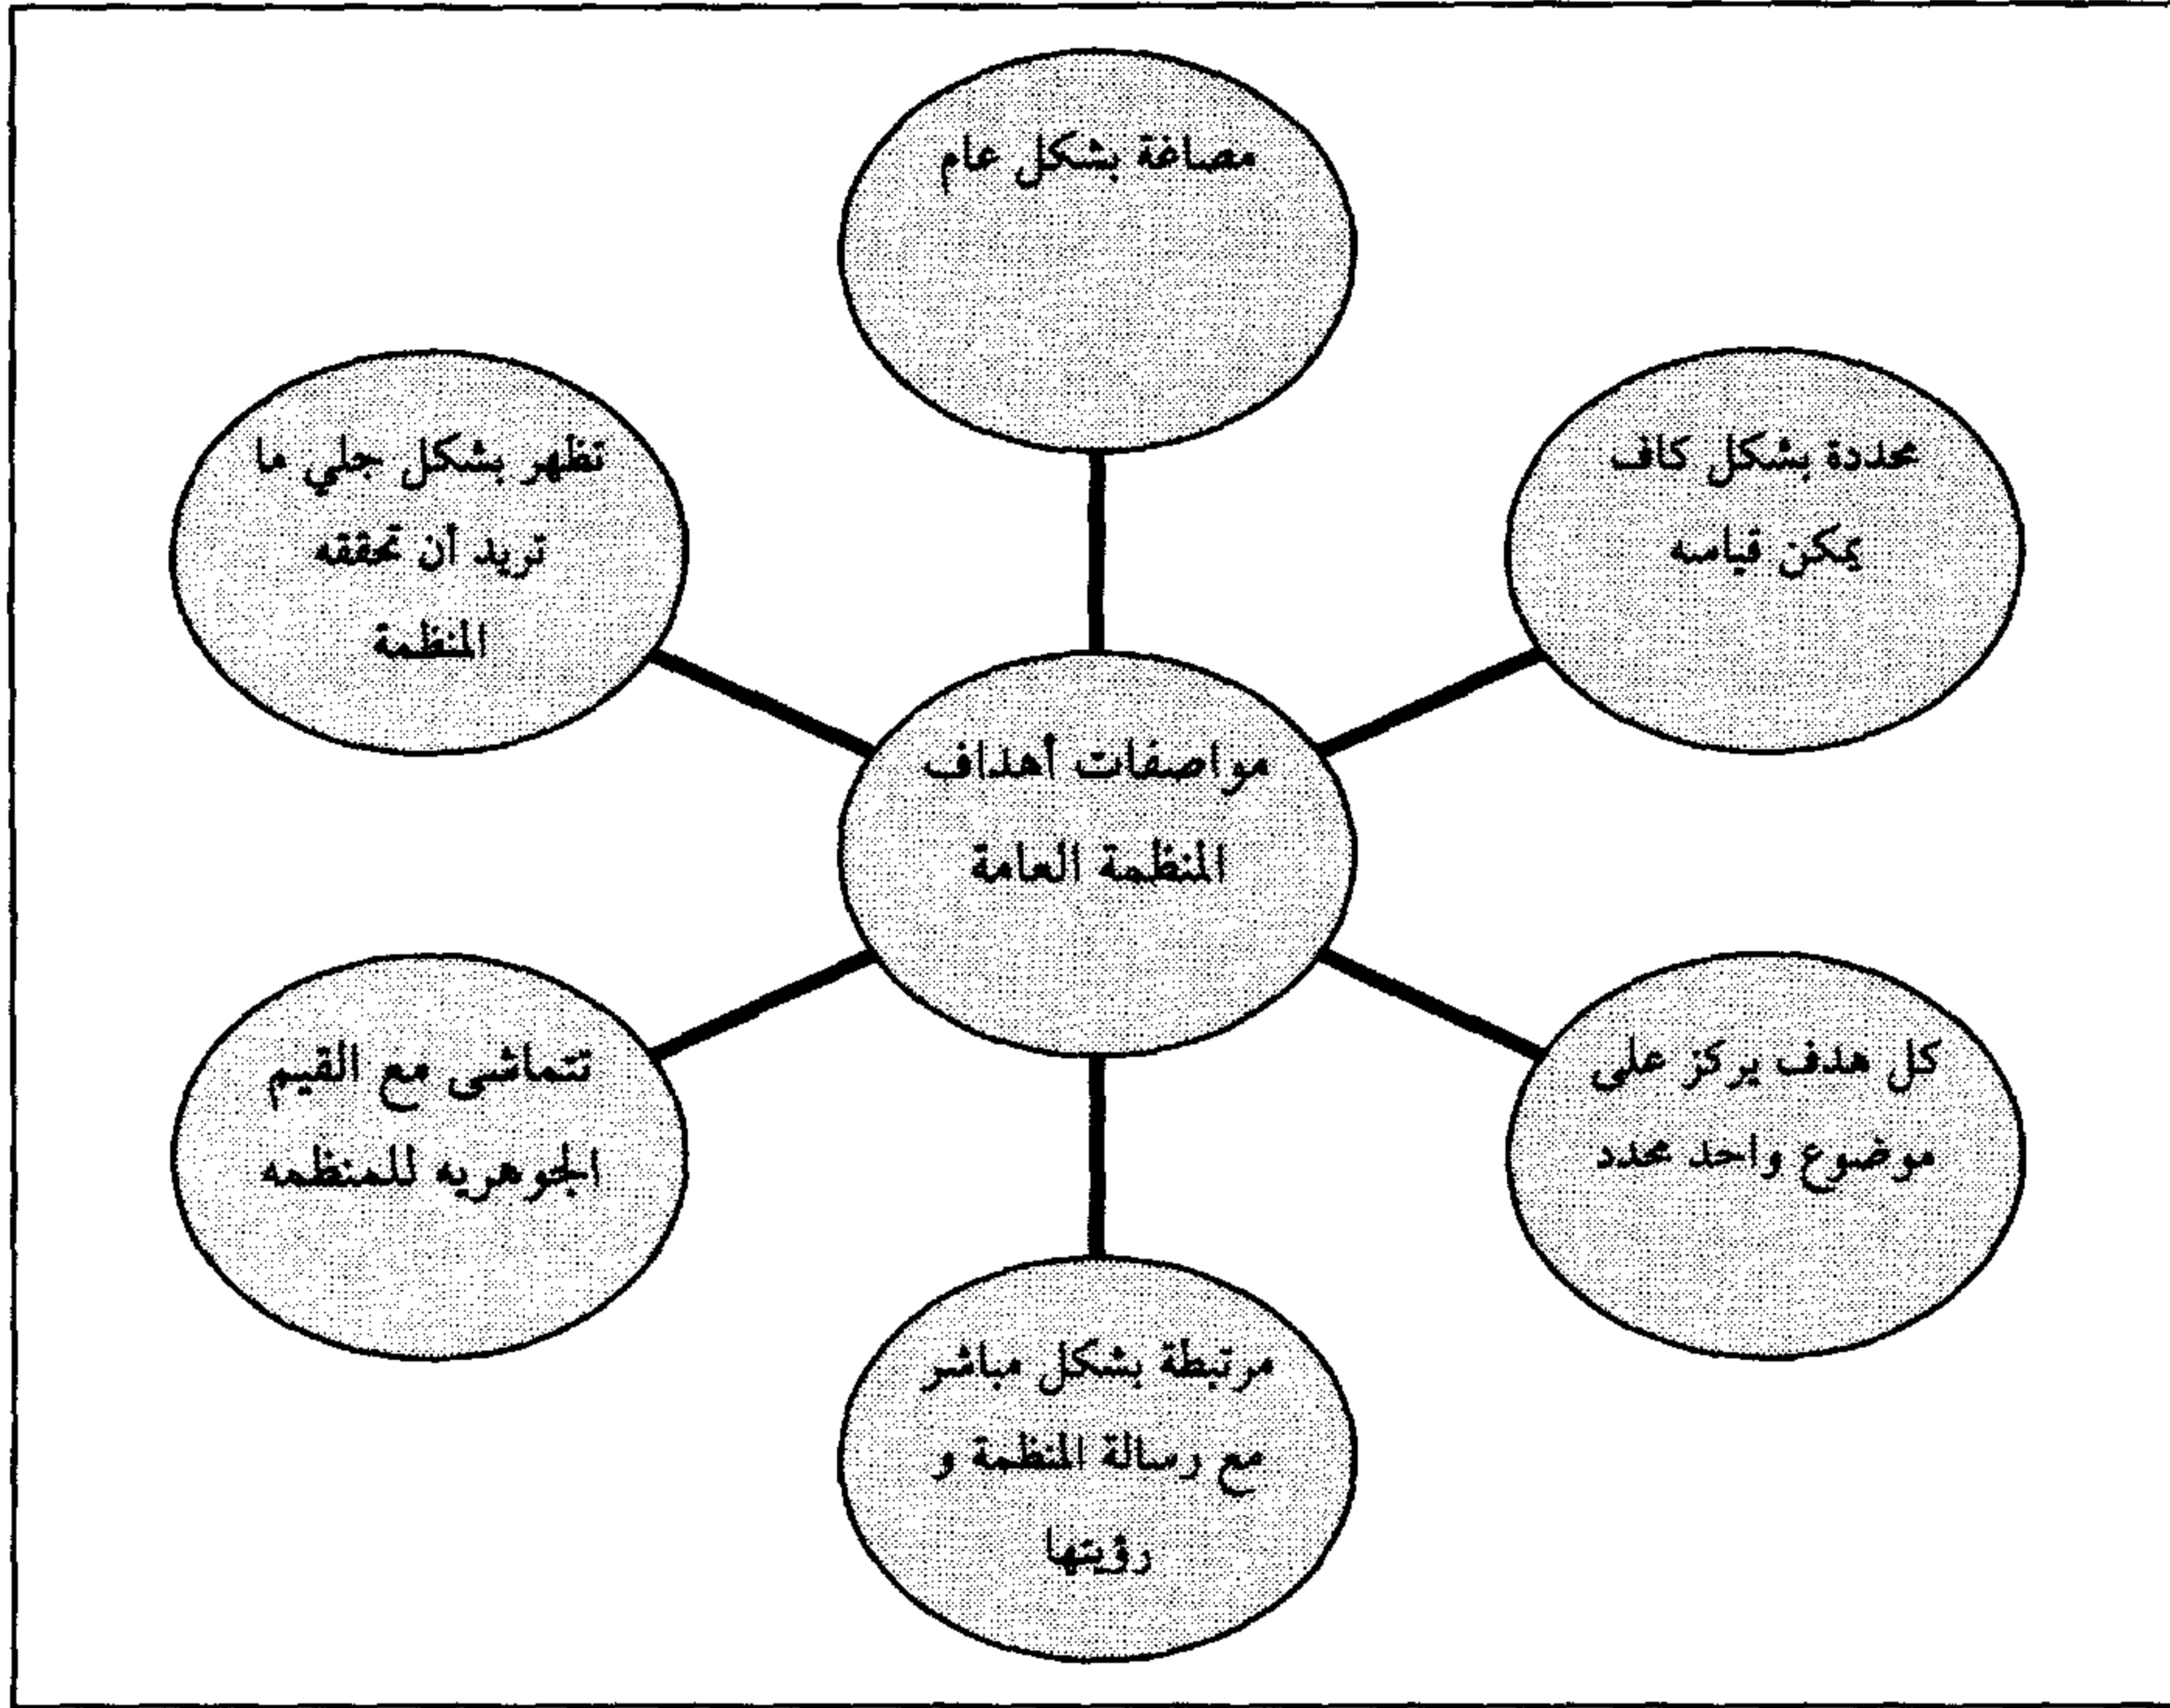 مصاغة بشكل عام
محددة بشكل كاف
يمكن قياسه
تظهر بشكل جلي ما
تريد أن تحققه
المنظمة
مواصفات أهداف
المنظمة العامة
كل هدف يركز على
موضوع واحد محدد
تتماشى مع القيم
الجوهريه للمنظمه
مرتبطة بشكل مباشر
مع رسالة المنظمة و
رؤيتها